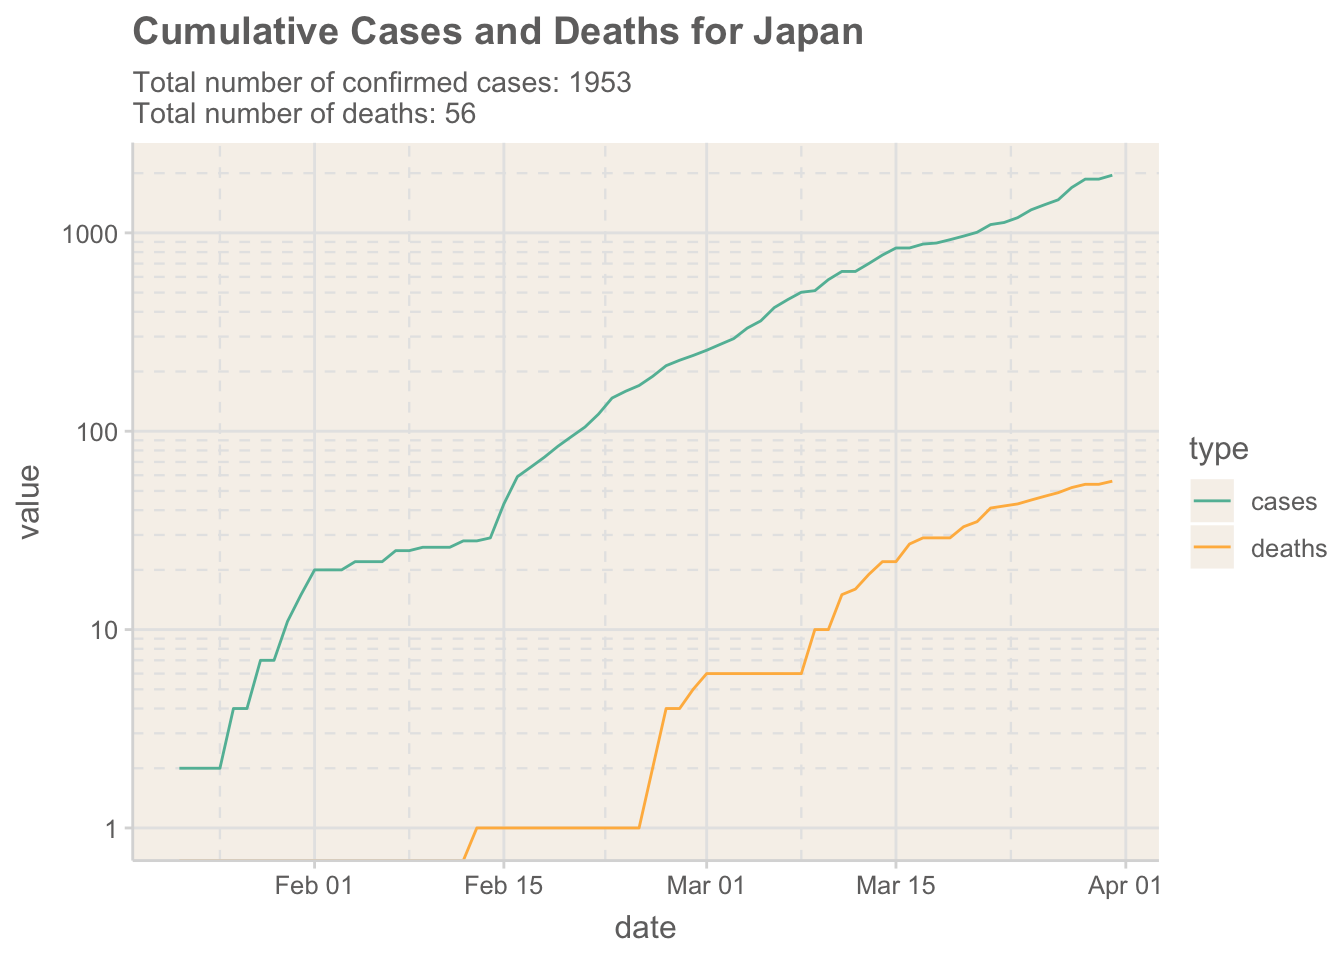 Cumulative Cases and Deaths for Japan
Total number of confirmed cases: 1953
Total number of deaths: 56
value
1000
100
10
1
Feb 01
Feb 15
Mar 01
Mar 15
Apr 01
date
type
cases
deaths